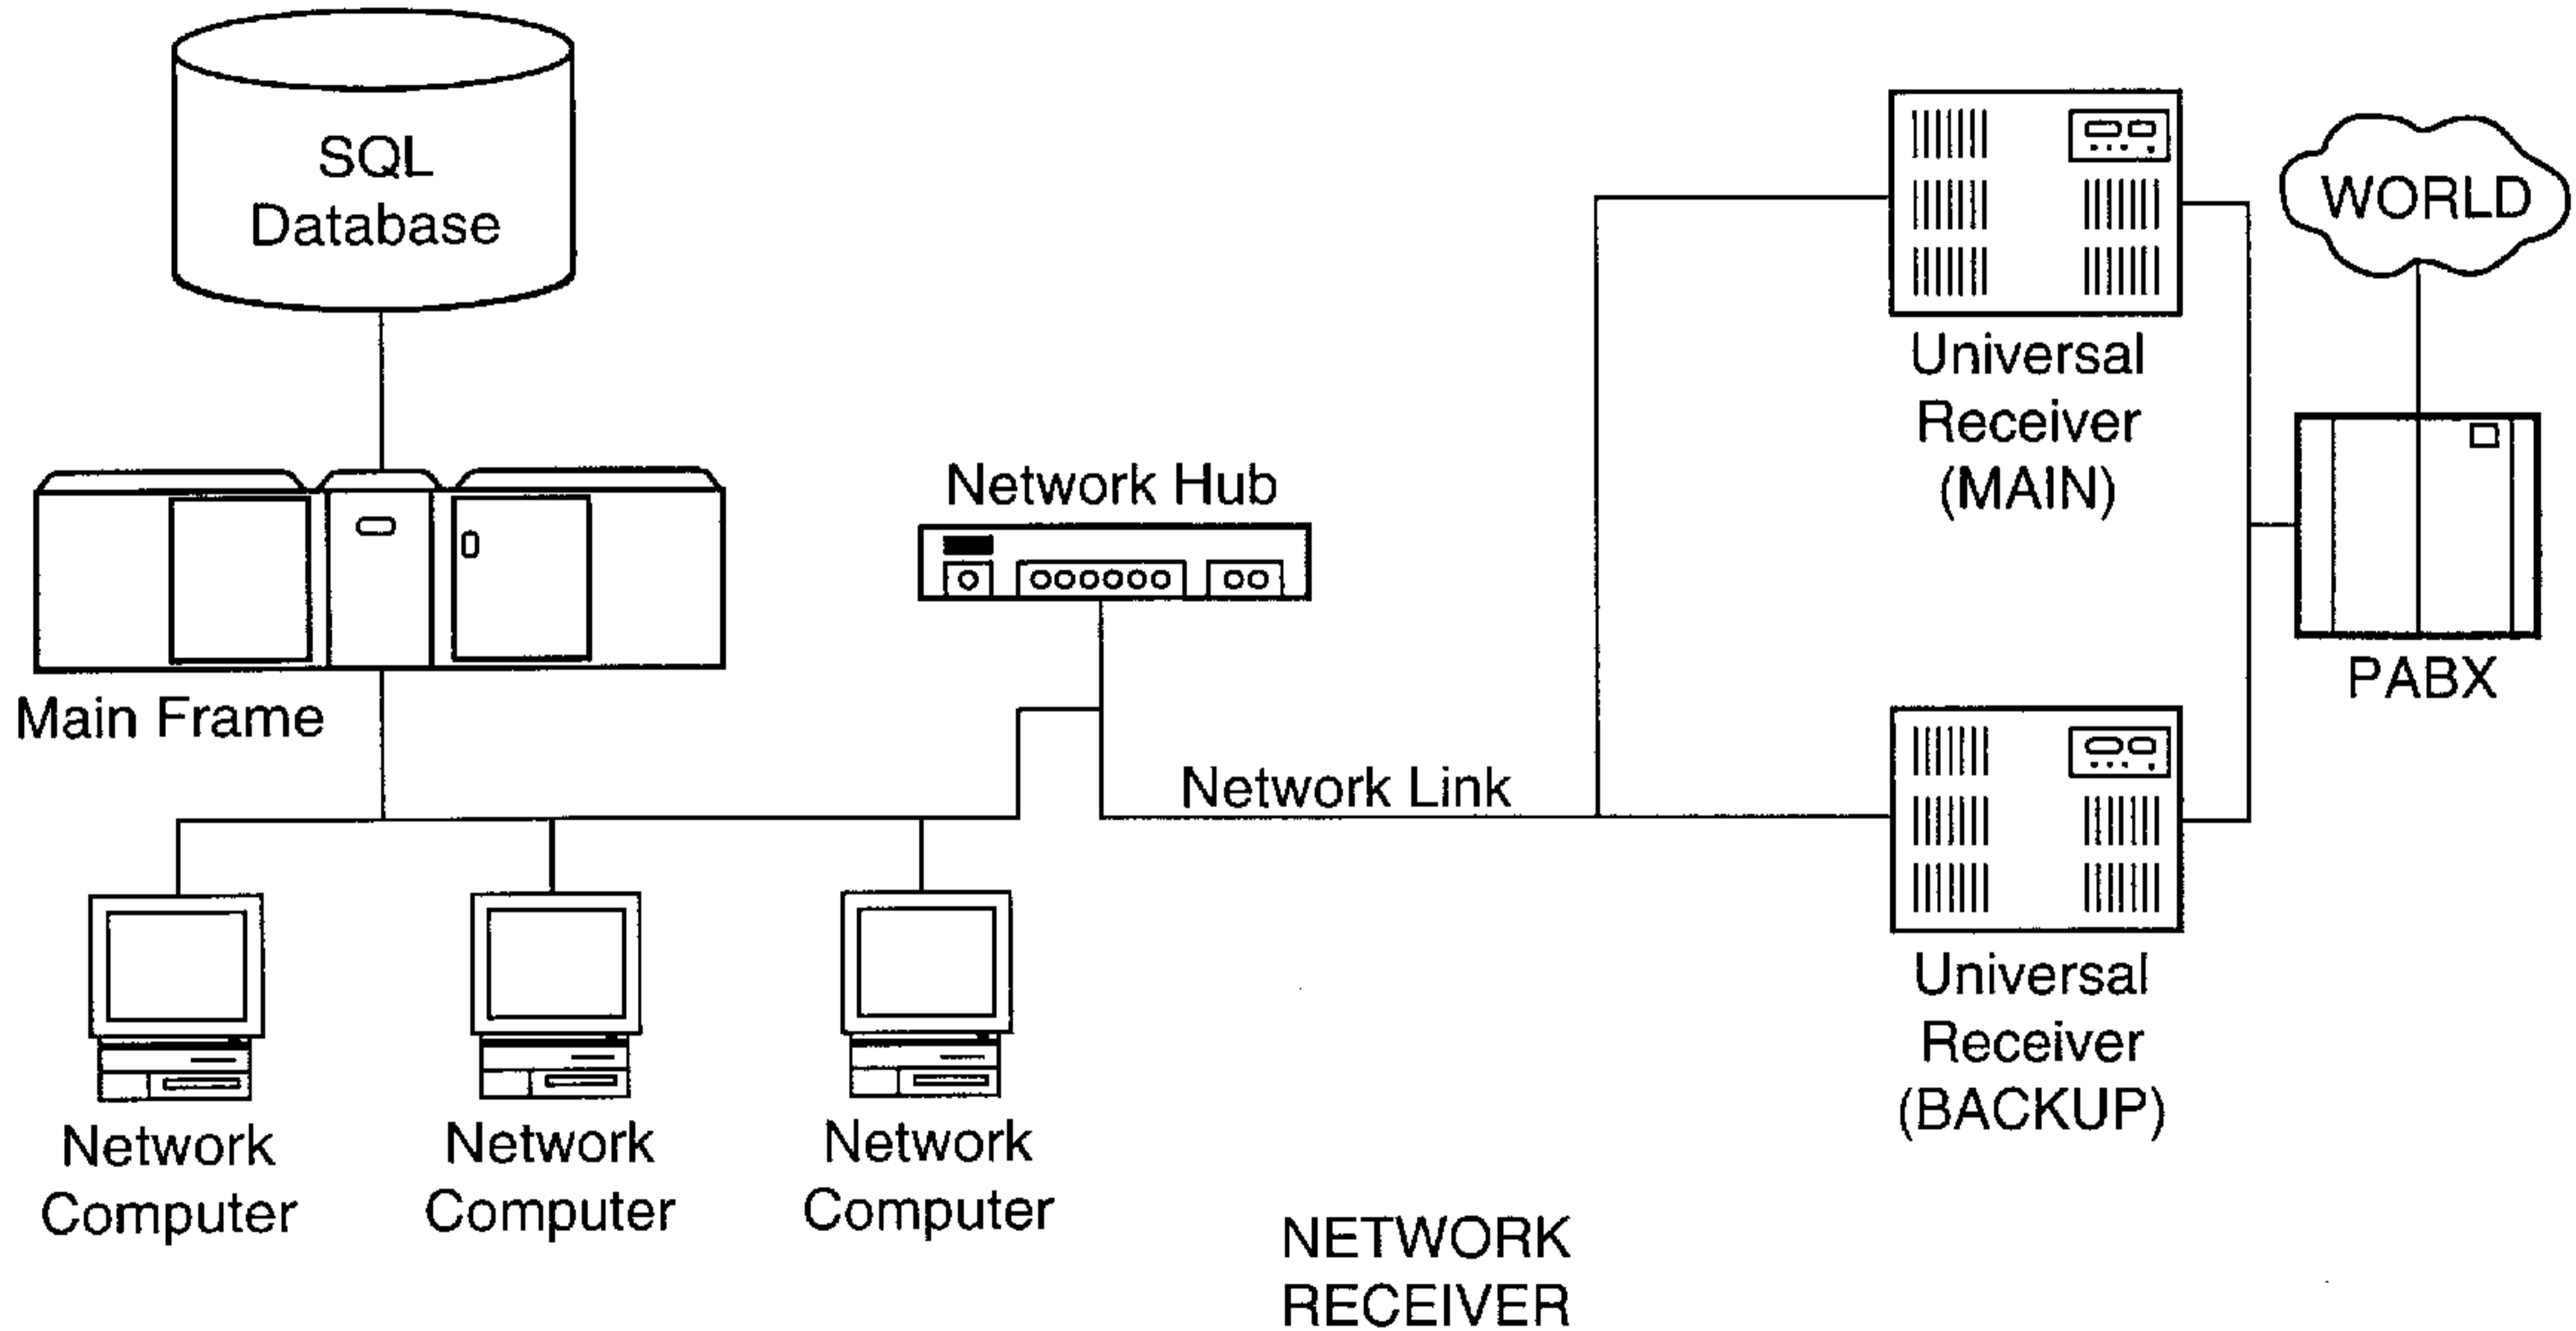 SQL
Database
WORLD
Universal
Receiver
(MAIN)
Network Hub
PABX
Main Frame
Network Link
Universal
Receiver
(BACKUP)
Network
Computer
Network
Computer
Network
Computer
NETWORK
RECEIVER